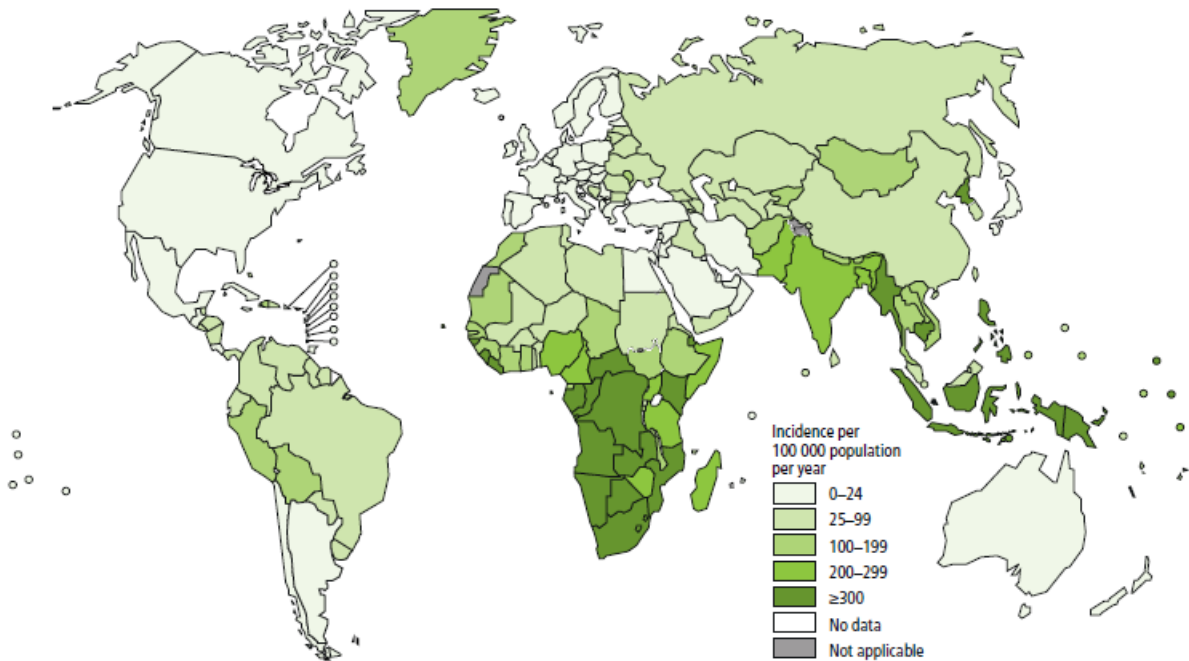 Incidence per
100 000 population
per year
0–24
25–99
100–199
200–299
≥300
No data
Not applicable